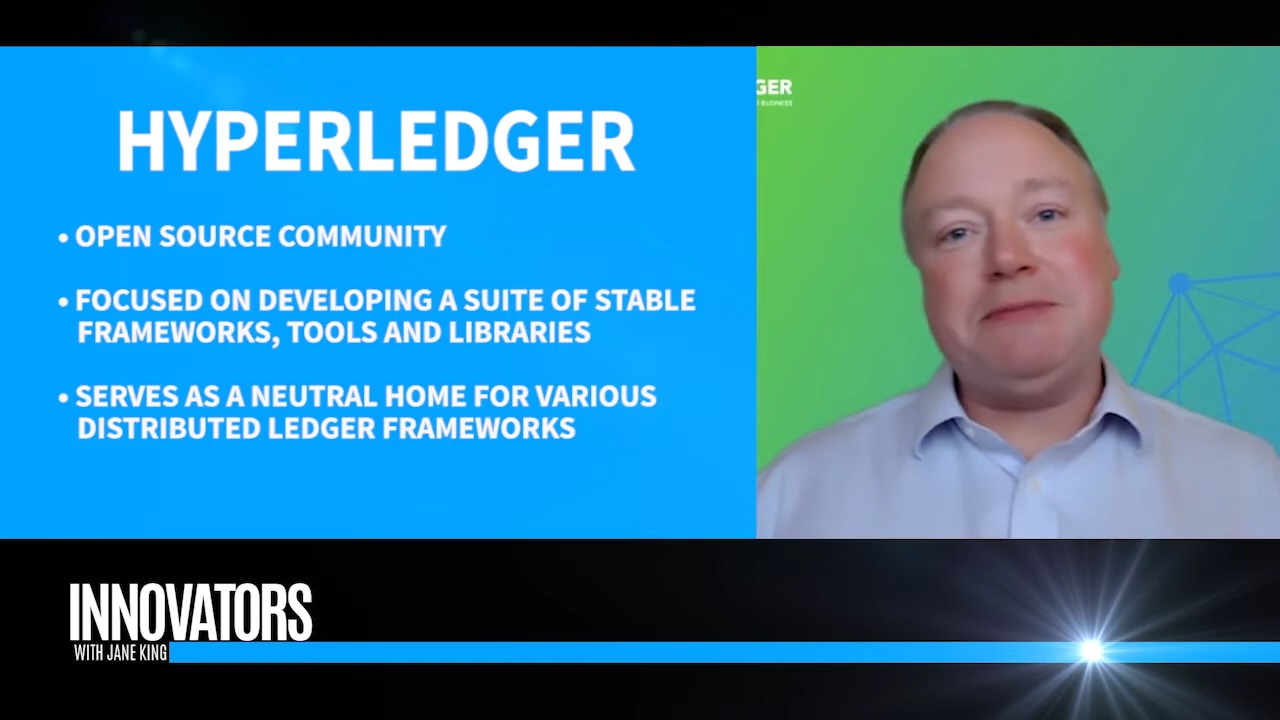 HYPERLEDGER
• OPEN SOURCE COMMUNITY
• FOCUSED ON DEVELOPING A SUITE OF STABLE
FRAMEWORKS, TOOLS AND LIBRARIES
• SERVES AS A NEUTRAL HOME FOR VARIOUS
DISTRIBUTED LEDGER FRAMEWORKS
GER
BUSINESS
INNOVATORS
WITH JANE KING